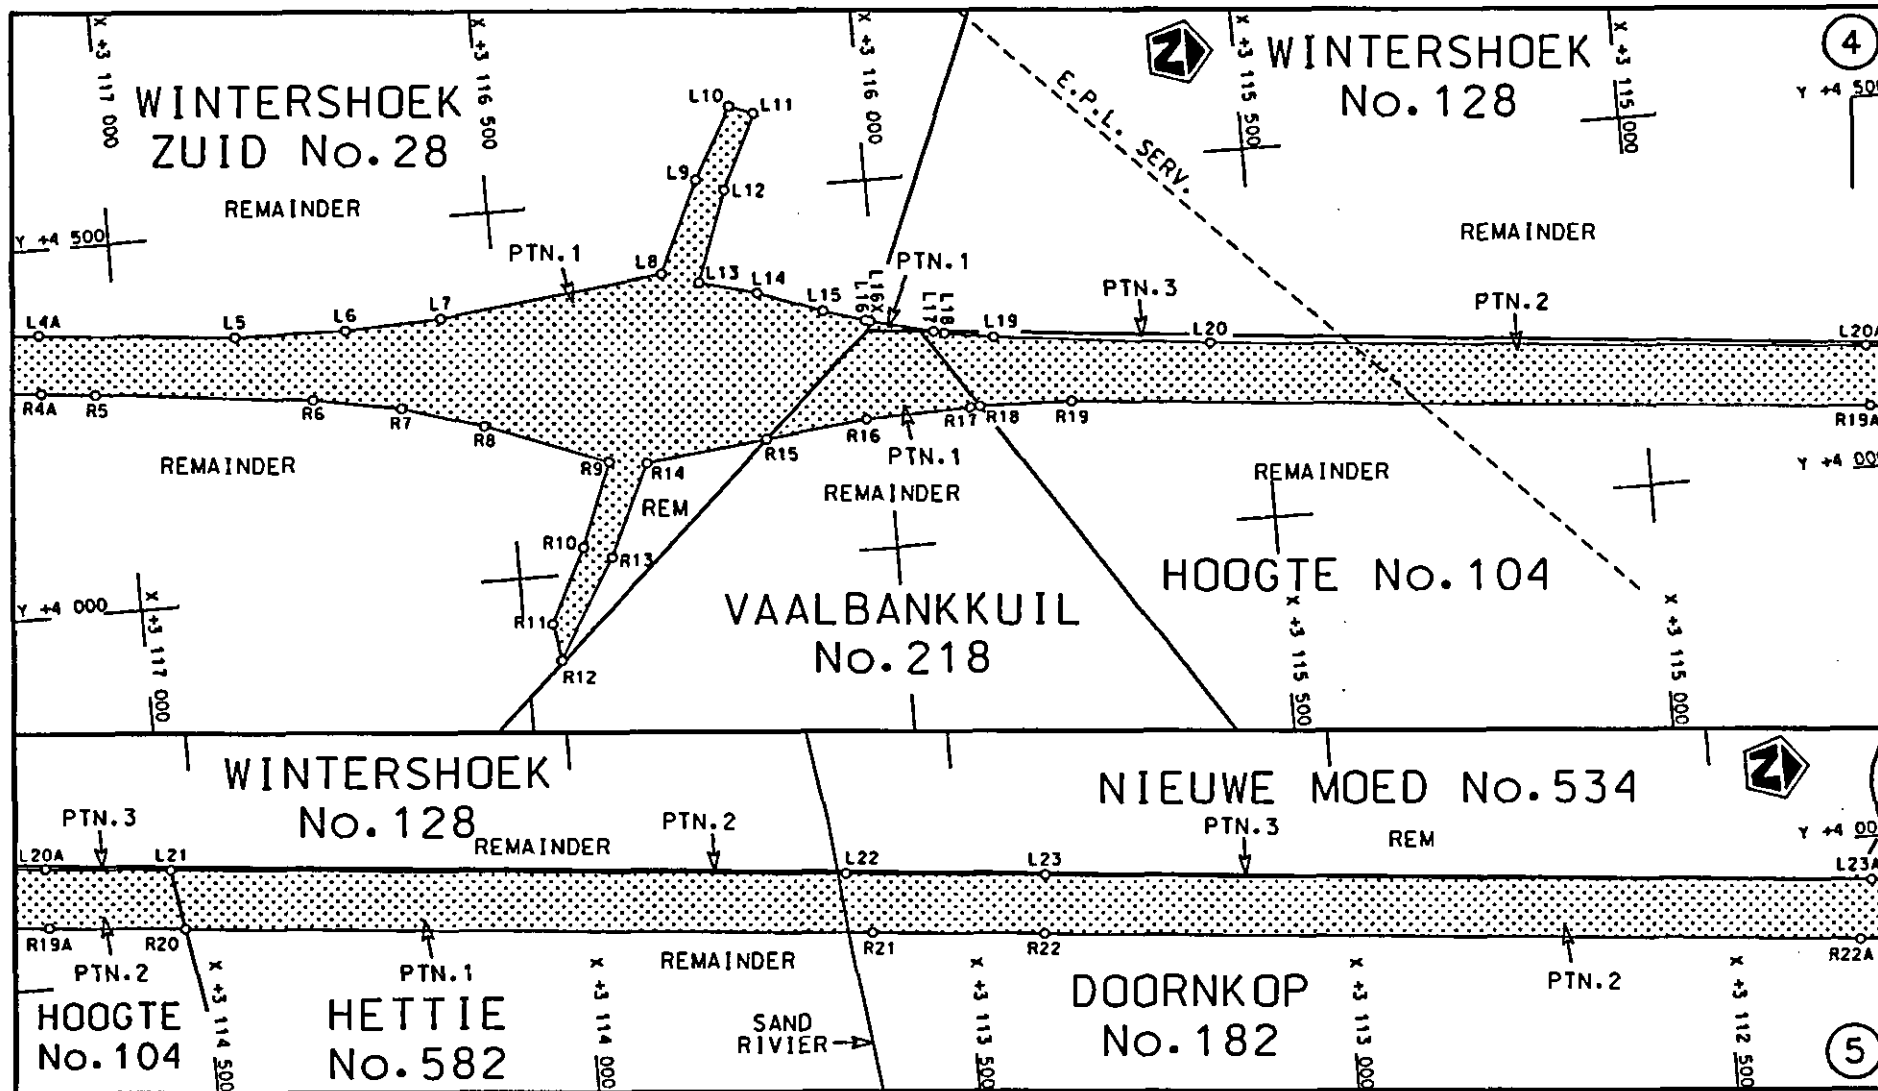 X +3 117 000
X +3 116 500
X +3 116 000
X +3 115 500
X +3 115 000
4
WINTERSHOEK
ZUID No.28
REMAINDER
Z
WINTERSHOEK
No.128
Y +4 500
E.P.L. SERV.
REMAINDER
Y +4 500
L10
L11
L9
L12
PTN.1
L8
L13
L14
L15
L16
L16X
PTN.1
L17
L18
L19
PTN.3
L20
PTN.2
L20A
L4A
L5
L6
L7
R4A
R5
R6
R7
R8
R9
R14
R15
R16
R17
R18
R19
R19A
PTN.1
REMAINDER
REM
REMAINDER
REMAINDER
Y +4 00
R10
R13
R11
R12
Y +4 000
X +3 117 000
VAALBANKKUIL
No.218
HOOGTE No.104
X +3 115 500
X +3 115 000
WINTERSHOEK
No.128
REMAINDER
NIEUWE MOED No.534
REM
Z
Y +4 00
PTN.3
PTN.2
PTN.3
L20A
L21
L22
L23
L23A
R19A
R20
R21
R22
R22A
PTN.2
PTN.1
REMAINDER
PTN.2
HOOGTE
No.104
X +3 114 500
HETTIE
No.582
X +3 114 000
SAND
RIVIER
X +3 113 500
DOORNKOP
No.182
X +3 113 000
X +3 112 500
5